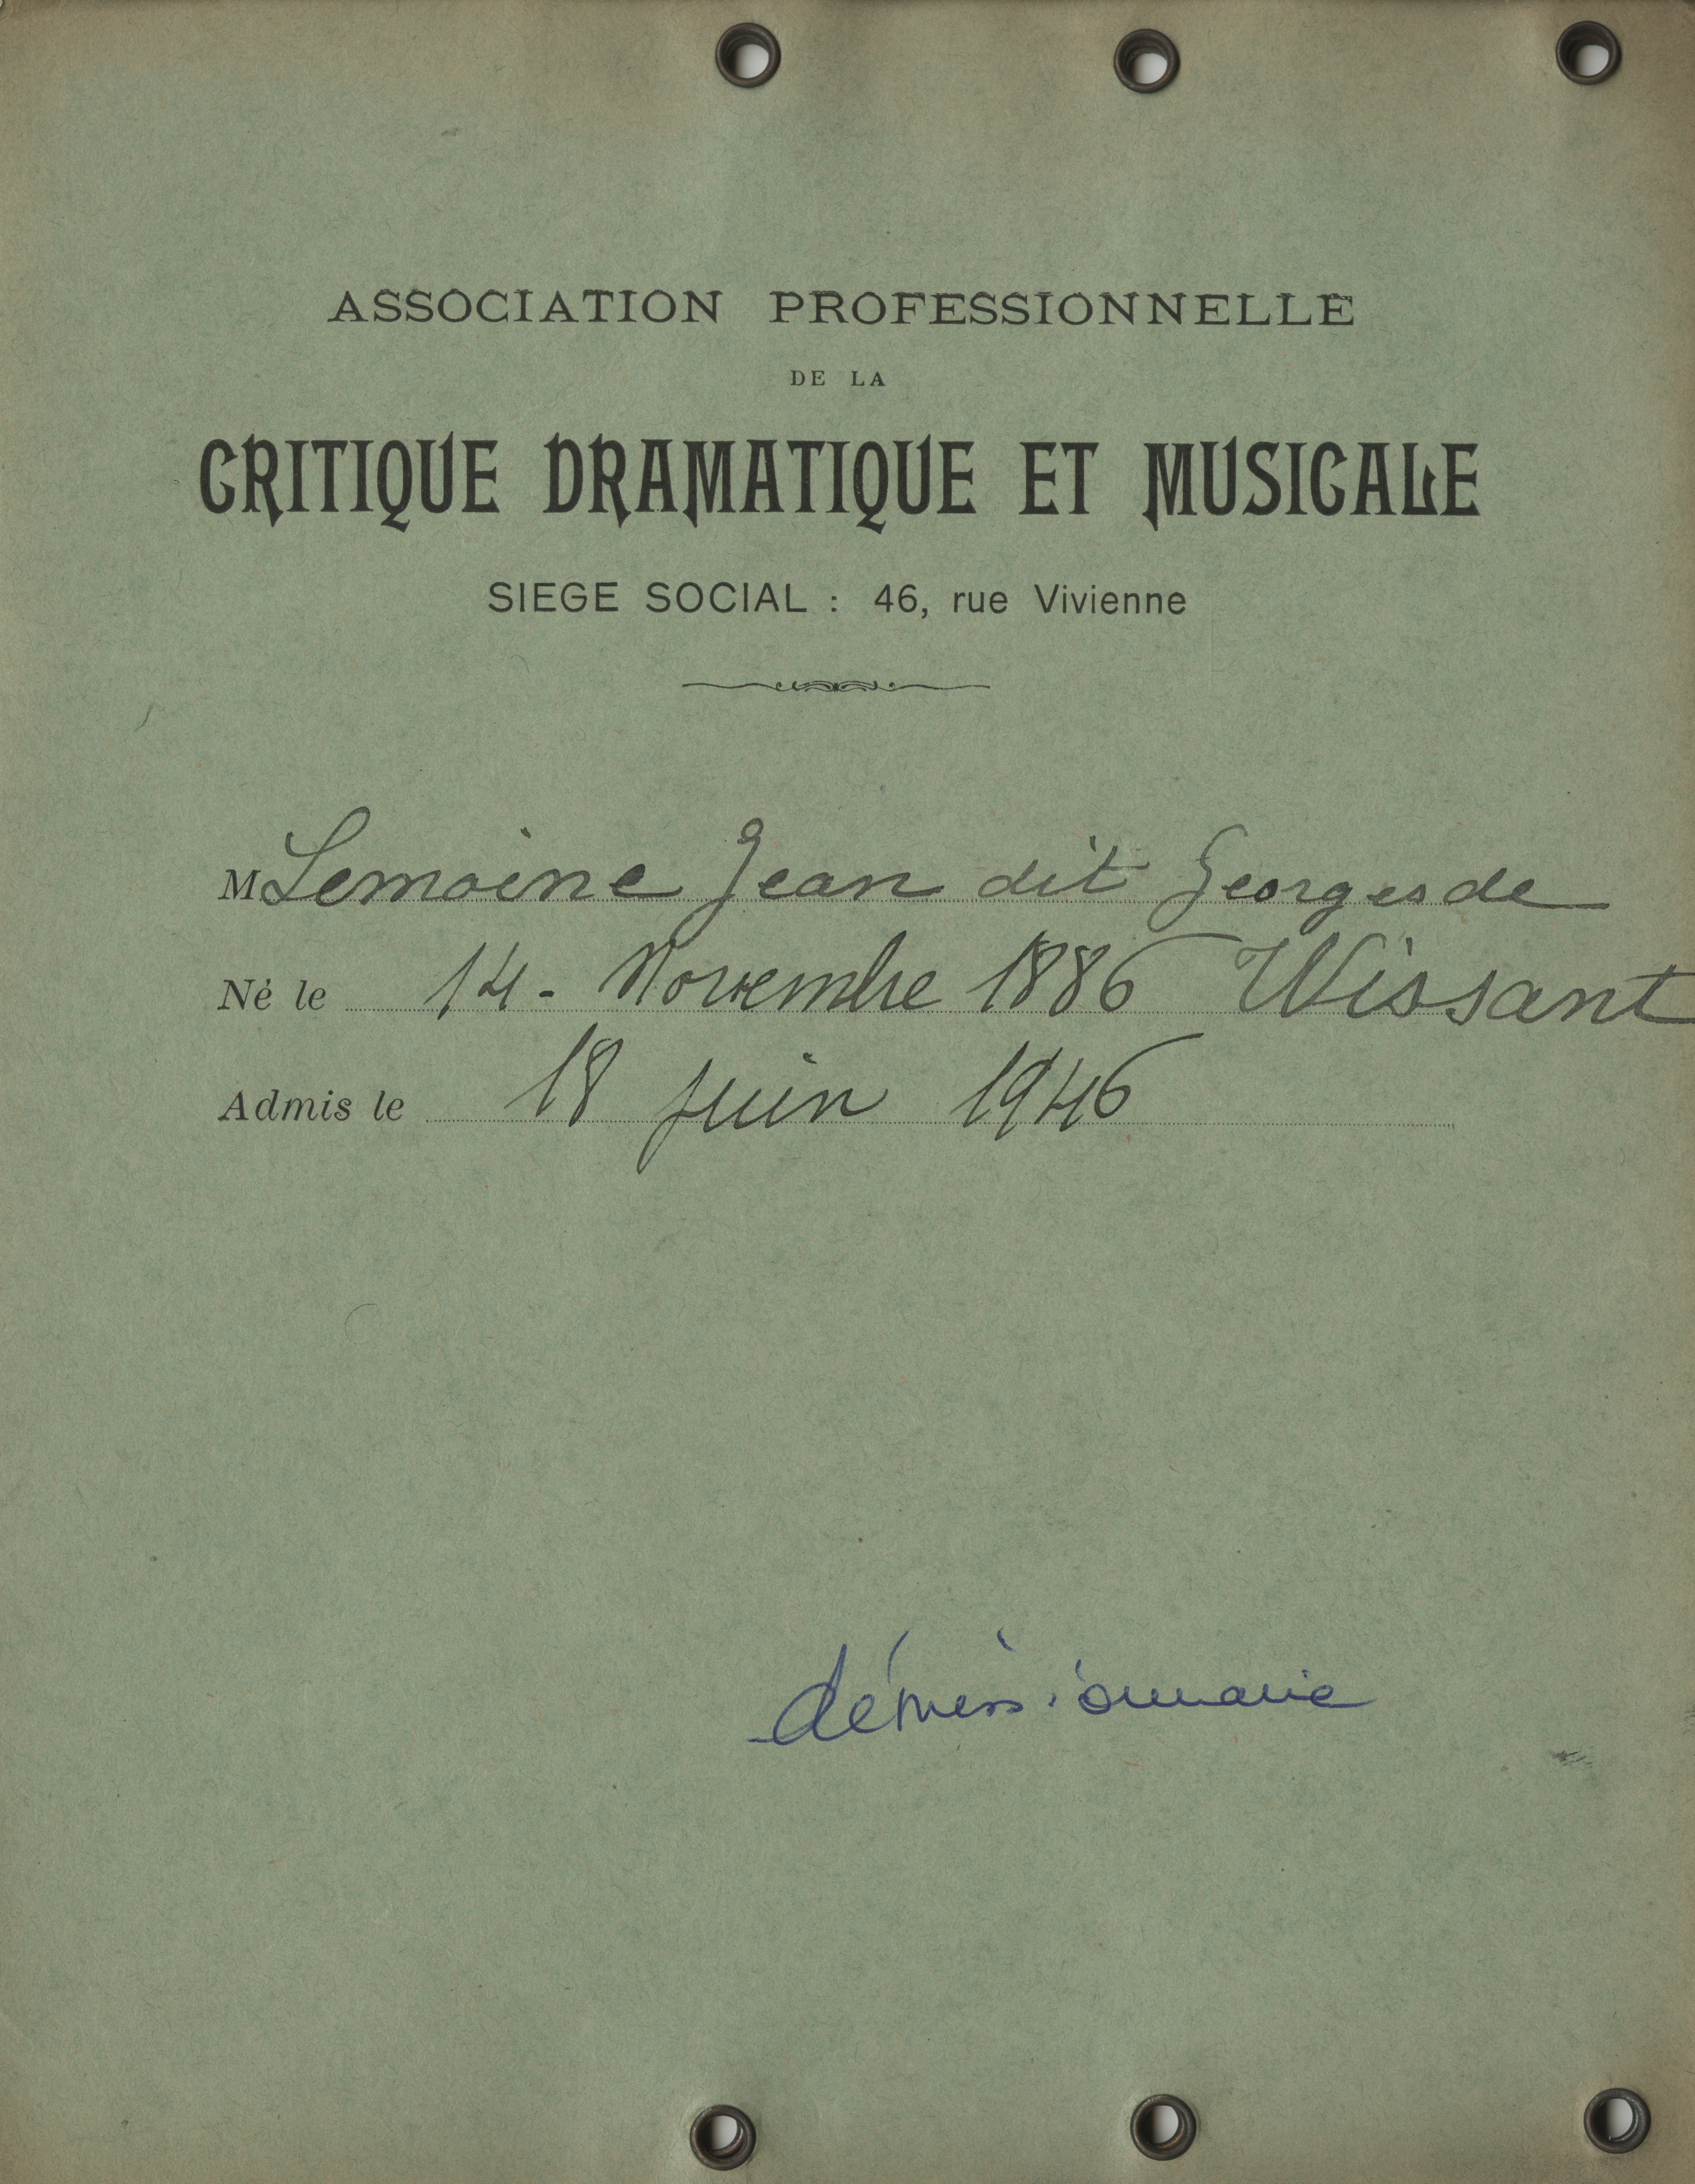 ASSOCIATION PROFESSIONNELLE
DE LA
CRITIQUE DRAMATIQUE ET MUSICALE
SIEGE SOCIAL : 46, rue Vivienne
M Lemoine Jean dit Georges de
Né le 14 - Novembre 1886 Wissant
Admis le 18 juin 1946
démissionnaire